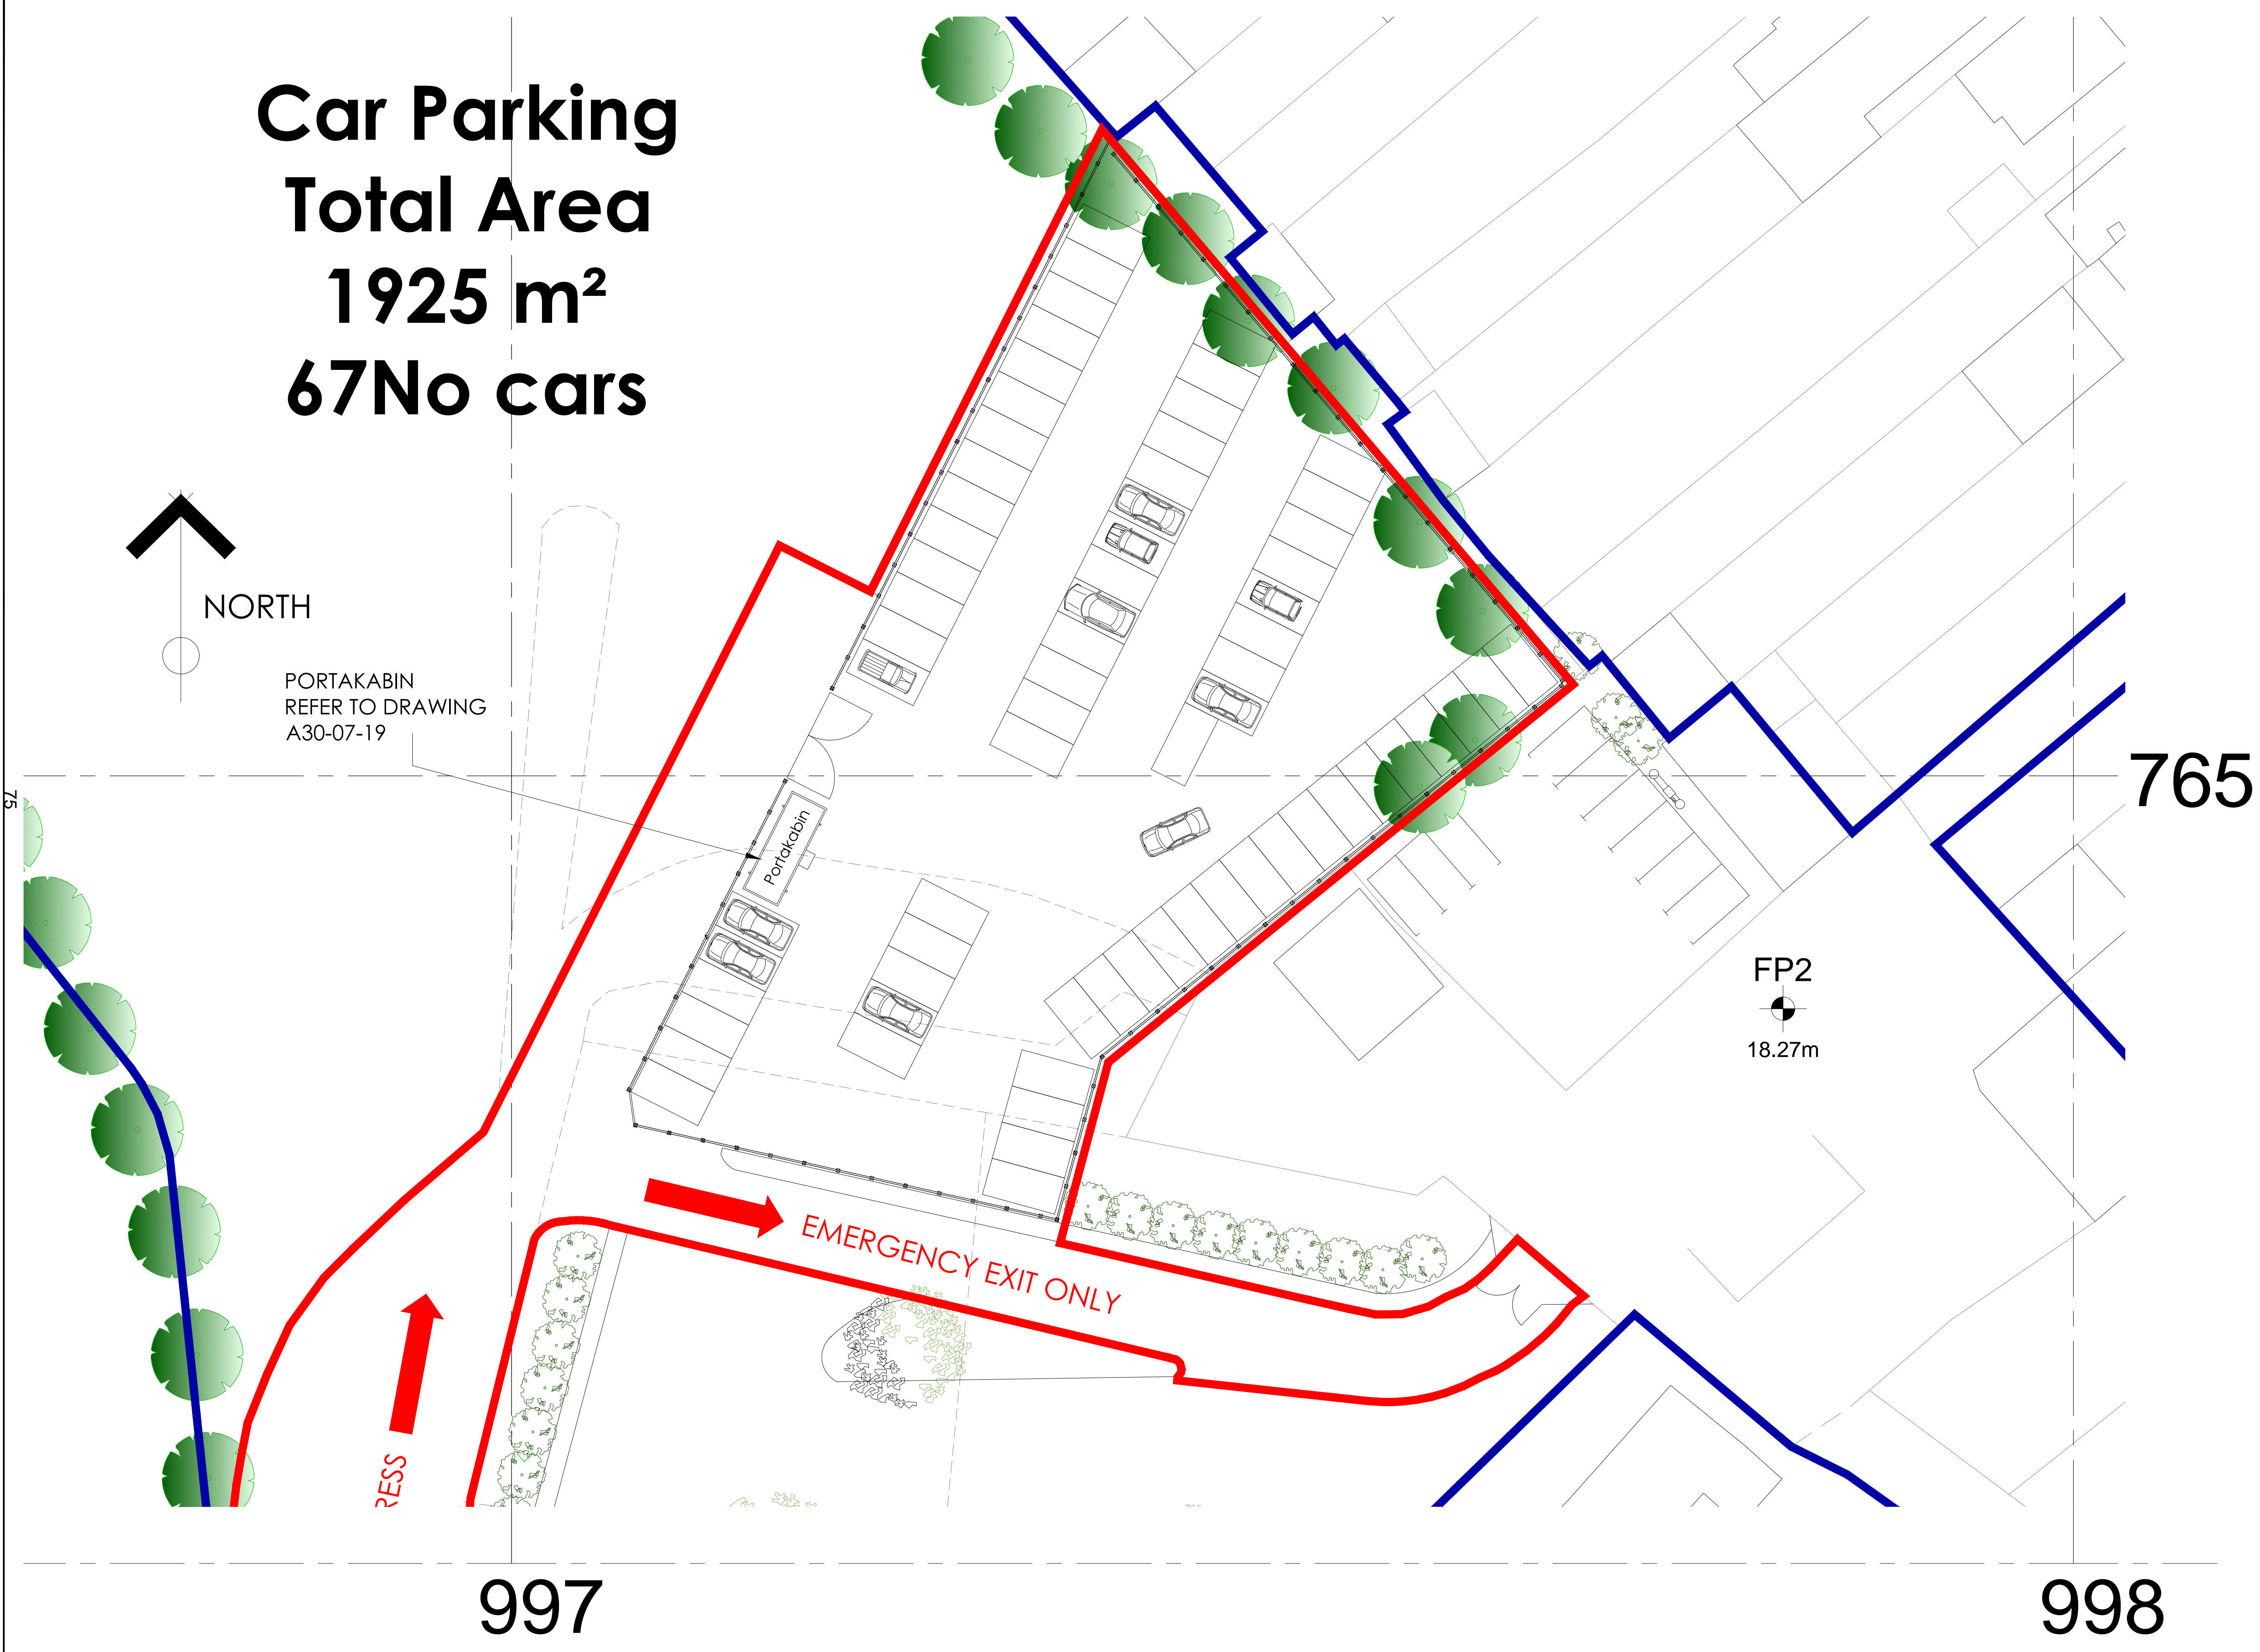 Car Parking
Total Area
1925 m²
67No cars
NORTH
PORTAKABIN
REFER TO DRAWING
A30-07-19
765
75
Portakabin
FP2
18.27m
EMERGENCY EXIT ONLY
RESS
997
998